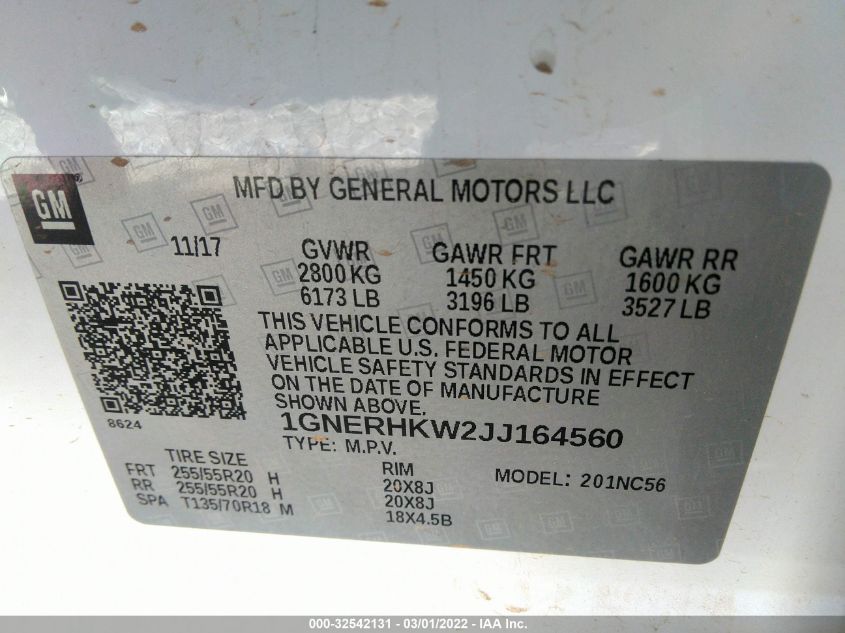 GM
MFD BY GENERAL MOTORS LLC
11/17
GVWR
2800 KG
6173 LB
GAWR FRT
1450 KG
3196 LB
GAWR RR
1600 KG
3527 LB
THIS VEHICLE CONFORMS TO ALL
APPLICABLE U.S. FEDERAL MOTOR
VEHICLE SAFETY STANDARDS IN EFFECT
ON THE DATE OF MANUFACTURE
SHOWN ABOVE.
8624
1GNERHKW2JJ164560
TYPE: M.P.V.
MODEL: 201NC56
TIRE SIZE
RIM
FRT 255/55R20 H
20X8J
RR 255/55R20 H
20X8J
SPA T135/70R18 M
18X4.5B
000-32542131 - 03/01/2022 - IAA Inc.